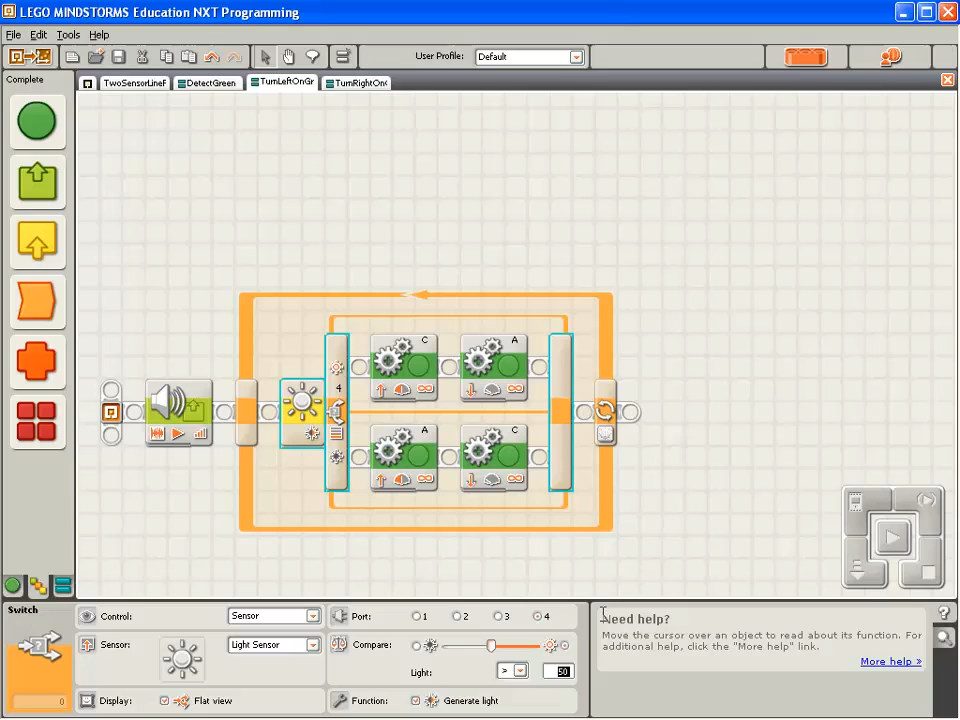 LEGO MINDSTORMS Education NXT Programming
File Edit Tools Help
User Profile: Default
Complete
TwoSensorLineF DetectGreen TurnLeftOnGr TurnRightOnG
C A
4
A C
Switch
Control: Sensor
Port: 1 2 3 4
Need help?
Move the cursor over an object to read about its function. For
additional help, click the "More help" link.
More help »
Sensor: Light Sensor
Compare:
Light: > 50
Display: Flat view
Function: Generate light
0